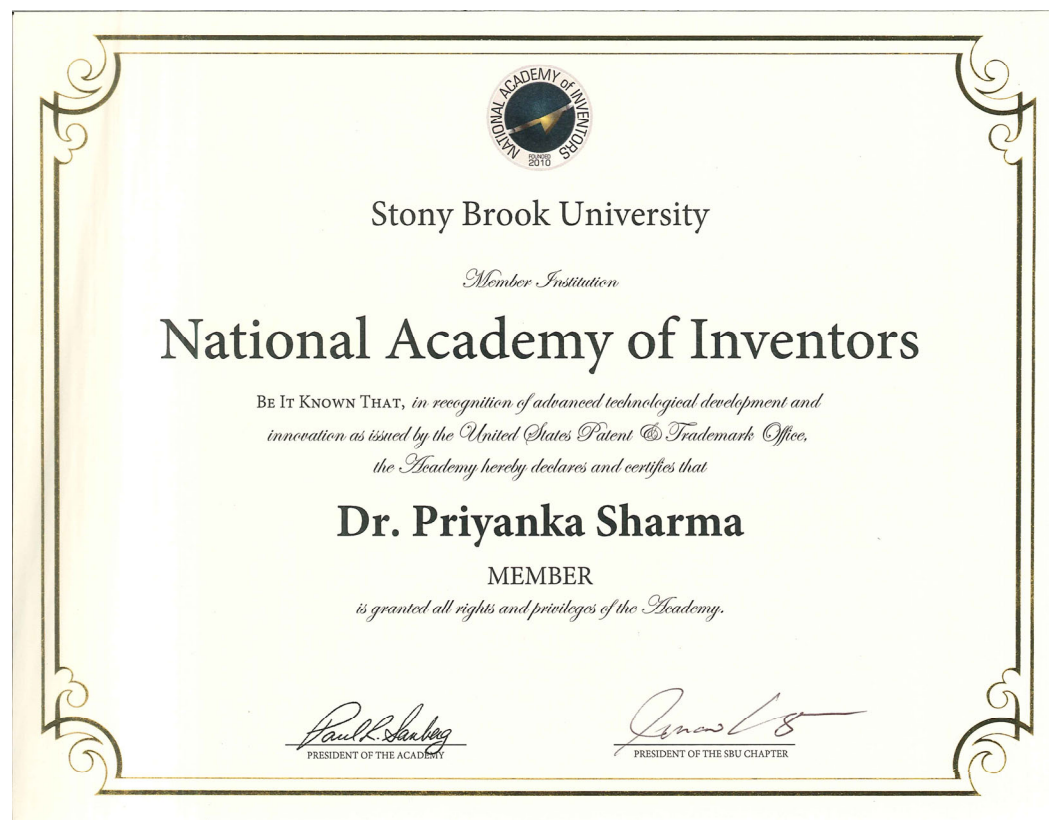 NATIONAL ACADEMY of INVENTORS
FOUNDED
2010
Stony Brook University
Member Institution
National Academy of Inventors
BE IT KNOWN THAT, in recognition of advanced technological development and
innovation as issued by the United States Patent & Trademark Office,
the Academy hereby declares and certifies that
Dr. Priyanka Sharma
MEMBER
is granted all rights and privileges of the Academy.
Paul R. Sanberg
PRESIDENT OF THE ACADEMY
PRESIDENT OF THE SBU CHAPTER